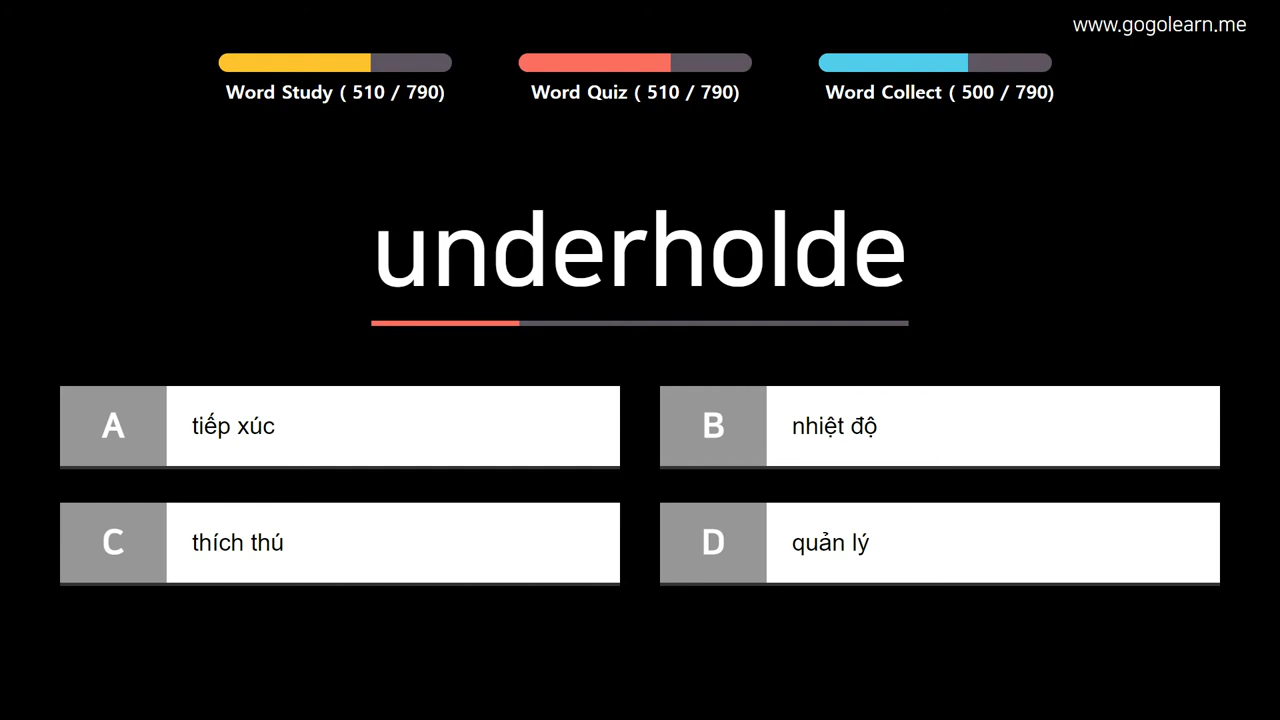 www.gogolearn.me
Word Study ( 510 / 790)
Word Quiz ( 510 / 790)
Word Collect ( 500 / 790)
underholde
A
tiếp xúc
B
nhiệt độ
C
thích thú
D
quản lý